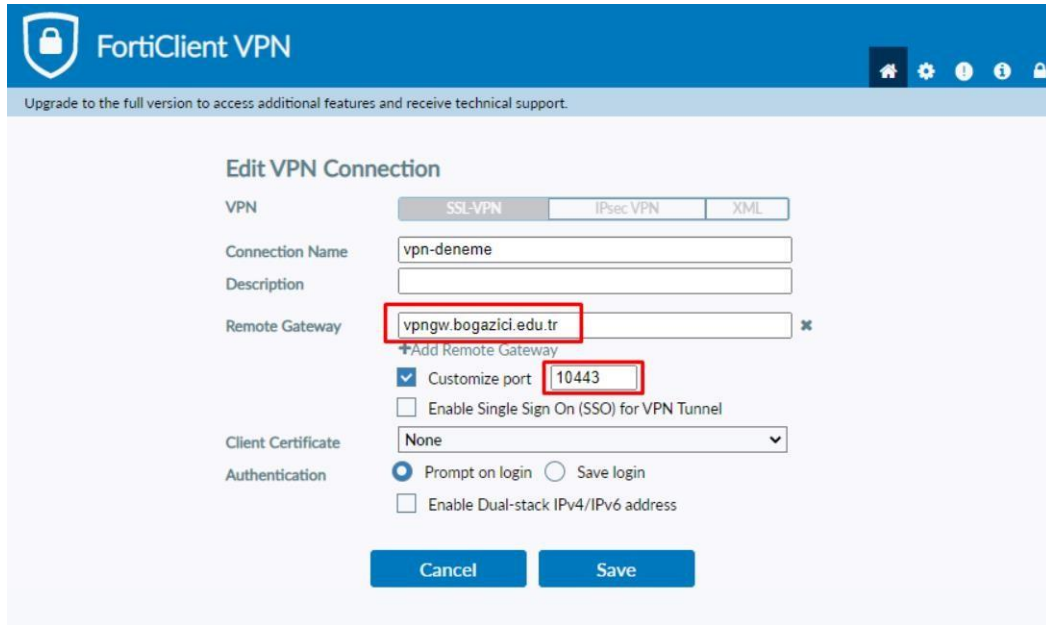 FortiClient VPN
Upgrade to the full version to access additional features and receive technical support.
Edit VPN Connection
VPN SSL-VPN IPsec VPN XML
Connection Name vpn-deneme
Description
Remote Gateway vpngw.bogazici.edu.tr
+Add Remote Gateway
Customize port 10443
Enable Single Sign On (SSO) for VPN Tunnel
Client Certificate None
Authentication Prompt on login Save login
Enable Dual-stack IPv4/IPv6 address
Cancel Save